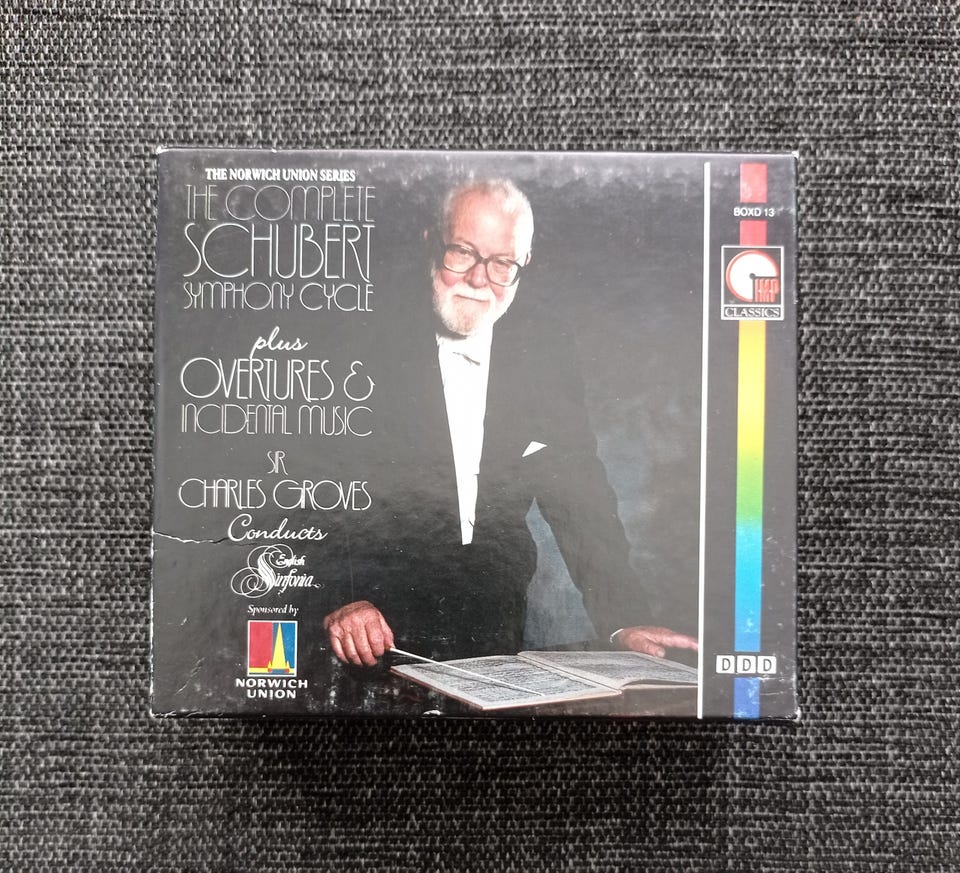 THE NORWICH UNION SERIES
THE COMPLETE
SCHUBERT
SYMPHONY CYCLE
plus
OVERTURES &
INCIDENTAL MUSIC
SIR
CHARLES GROVES
Conducts
English
Sinfonia
Sponsored by
NORWICH
UNION
BOXD 13
IMP
CLASSICS
DDD